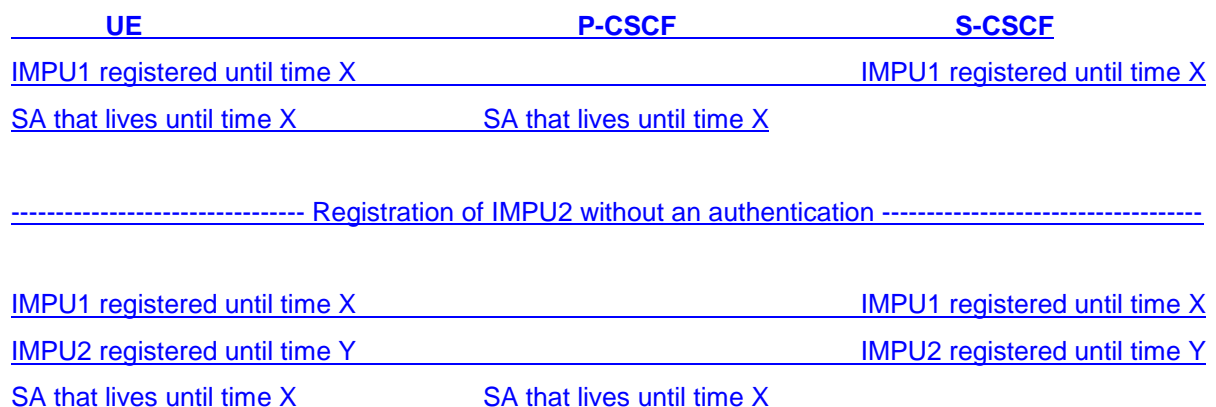 UE P-CSCF S-CSCF
IMPU1 registered until time X IMPU1 registered until time X
SA that lives until time X SA that lives until time X
--------------------------------- Registration of IMPU2 without an authentication ------------------------------------
IMPU1 registered until time X IMPU1 registered until time X
IMPU2 registered until time Y IMPU2 registered until time Y
SA that lives until time X SA that lives until time X